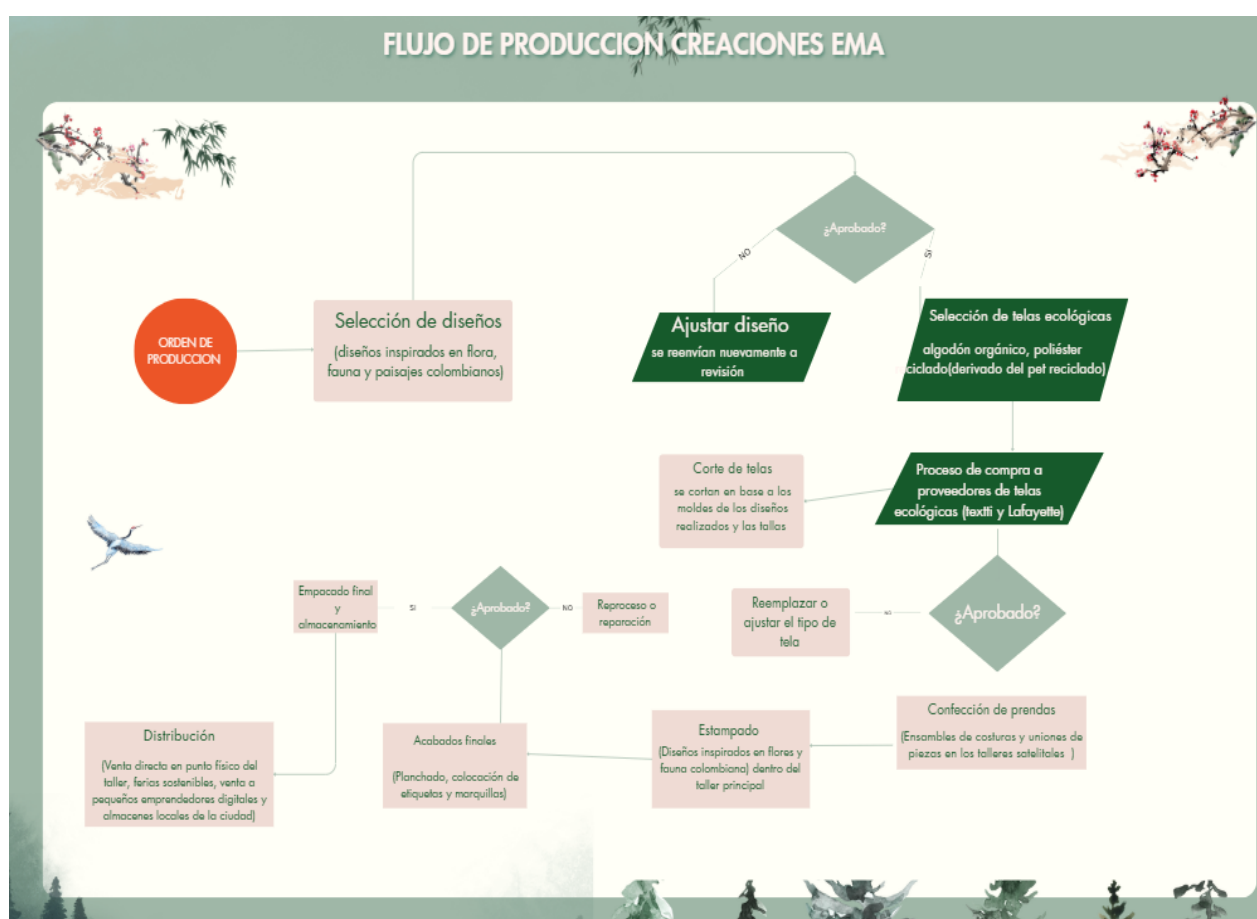 FLUJO DE PRODUCCION CREACIONES EMA
ORDEN DE
PRODUCCION
Selección de diseños
(diseños inspirados en flora,
fauna y paisajes colombianos)
¿Aprobado?
NO
SI
Ajustar diseño
se reenvían nuevamente a
revisión
Selección de telas ecológicas
algodón orgánico, poliéster
ciclado(derivado del pet reciclado)
Proceso de compra a
proveedores de telas
ecológicas (textti y Lafayette)
Corte de telas
se cortan en base a los
moldes de los diseños
realizados y las tallas
¿Aprobado?
Reemplazar o
ajustar el tipo de
tela
Confección de prendas
(Ensambles de costuras y uniones de
piezas en los talleres satelitales )
Estampado
(Diseños inspirados en flores y
fauna colombiana) dentro del
taller principal
Acabados finales
(Planchado, colocación de
etiquetas y marquillas)
¿Aprobado?
NO
Reproceso o
reparación
SI
Empacado final
y
almacenamiento
Distribución
(Venta directa en punto físico del
taller, ferias sostenibles, venta a
pequeños emprendedores digitales y
almacenes locales de la ciudad)